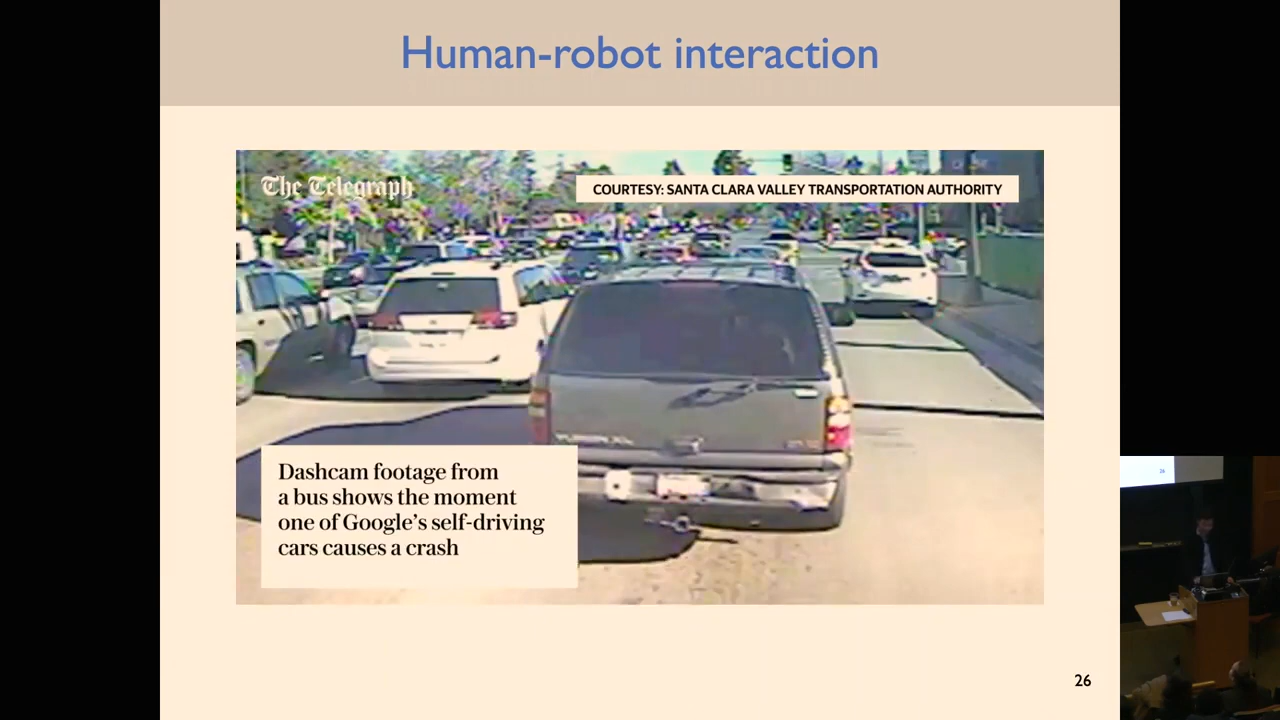 Human-robot interaction
The Telegraph
COURTESY: SANTA CLARA VALLEY TRANSPORTATION AUTHORITY
Dashcam footage from
a bus shows the moment
one of Google's self-driving
cars causes a crash
26
26